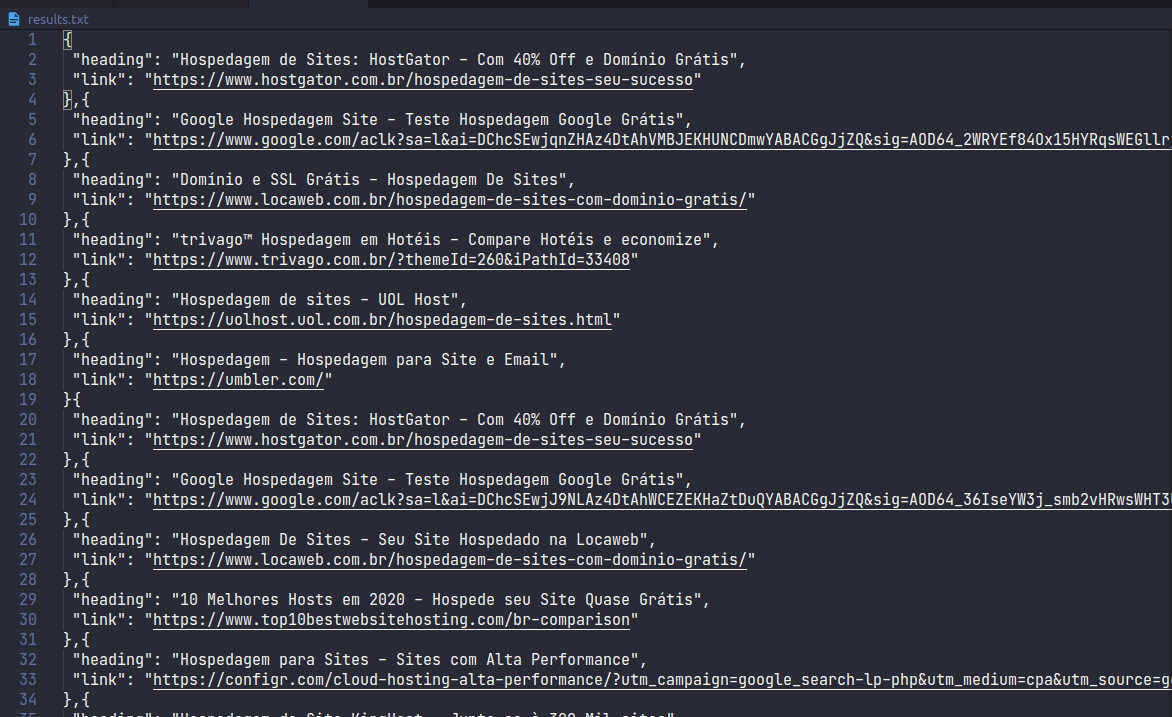 results.txt
1 {
2 "heading": "Hospedagem de Sites: HostGator - Com 40% Off e Domínio Grátis",
3 "link": "https://www.hostgator.com.br/hospedagem-de-sites-seu-sucesso"
4 },{
5 "heading": "Google Hospedagem Site - Teste Hospedagem Google Grátis",
6 "link": "https://www.google.com/aclk?sa=l&ai=DChcSEwjqnZHAz4DtAhVMBJEKHUNCDmwYABACGgJjZQ&sig=AOD64_2WRYEf84Ox15HYRqsWEGllr
7 },{
8 "heading": "Domínio e SSL Grátis - Hospedagem De Sites",
9 "link": "https://www.locaweb.com.br/hospedagem-de-sites-com-dominio-gratis/"
10 },{
11 "heading": "trivago™ Hospedagem em Hotéis - Compare Hotéis e economize",
12 "link": "https://www.trivago.com.br/?themeId=260&iPathId=33408"
13 },{
14 "heading": "Hospedagem de sites - UOL Host",
15 "link": "https://uolhost.uol.com.br/hospedagem-de-sites.html"
16 },{
17 "heading": "Hospedagem - Hospedagem para Site e Email",
18 "link": "https://umbler.com/"
19 }{
20 "heading": "Hospedagem de Sites: HostGator - Com 40% Off e Domínio Grátis",
21 "link": "https://www.hostgator.com.br/hospedagem-de-sites-seu-sucesso"
22 },{
23 "heading": "Google Hospedagem Site - Teste Hospedagem Google Grátis",
24 "link": "https://www.google.com/aclk?sa=l&ai=DChcSEwjJ9NLAz4DtAhWCEZEKHaZtDuQYABACGgJjZQ&sig=AOD64_36IseYW3j_smb2vHRwsWHT3
25 },{
26 "heading": "Hospedagem De Sites - Seu Site Hospedado na Locaweb",
27 "link": "https://www.locaweb.com.br/hospedagem-de-sites-com-dominio-gratis/"
28 },{
29 "heading": "10 Melhores Hosts em 2020 - Hospede seu Site Quase Grátis",
30 "link": "https://www.top10bestwebsitehosting.com/br-comparison"
31 },{
32 "heading": "Hospedagem para Sites - Sites com Alta Performance",
33 "link": "https://configr.com/cloud-hosting-alta-performance/?utm_campaign=google_search-lp-php&utm_medium=cpa&utm_source=g
34 },{